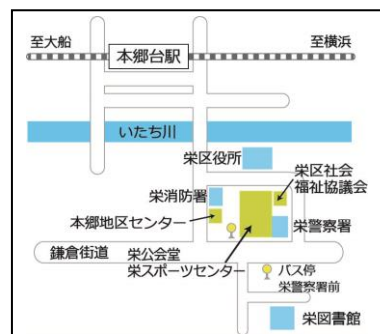 至大船
本郷台駅
至横浜
いたち川
栄区役所
栄区社会
福祉協議会
栄消防署
本郷地区センター
栄警察署
鎌倉街道
栄公会堂
栄スポーツセンター
バス停
栄警察署前
栄図書館